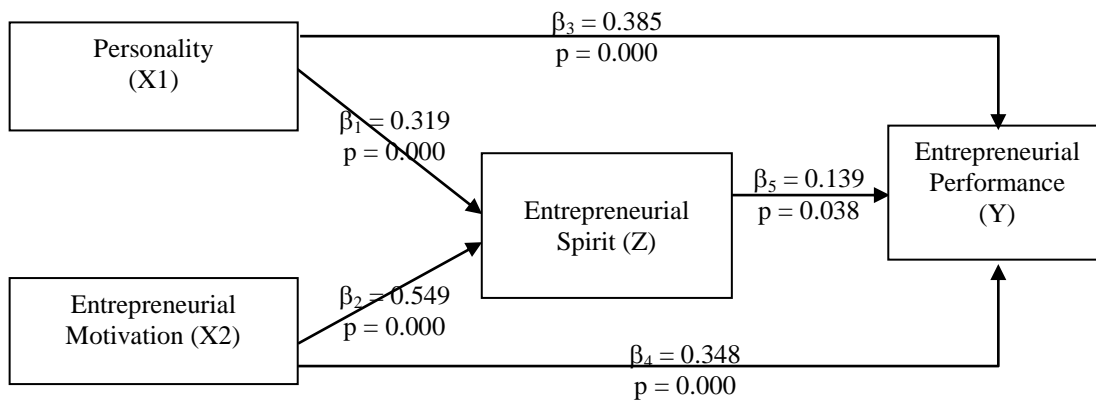 Personality
(X1)
β₃ = 0.385
p = 0.000
β₁ = 0.319
p = 0.000
Entrepreneurial
Performance
(Y)
β₅ = 0.139
p = 0.038
Entrepreneurial
Spirit (Z)
Entrepreneurial
Motivation (X2)
β₂ = 0.549
p = 0.000
β₄ = 0.348
p = 0.000